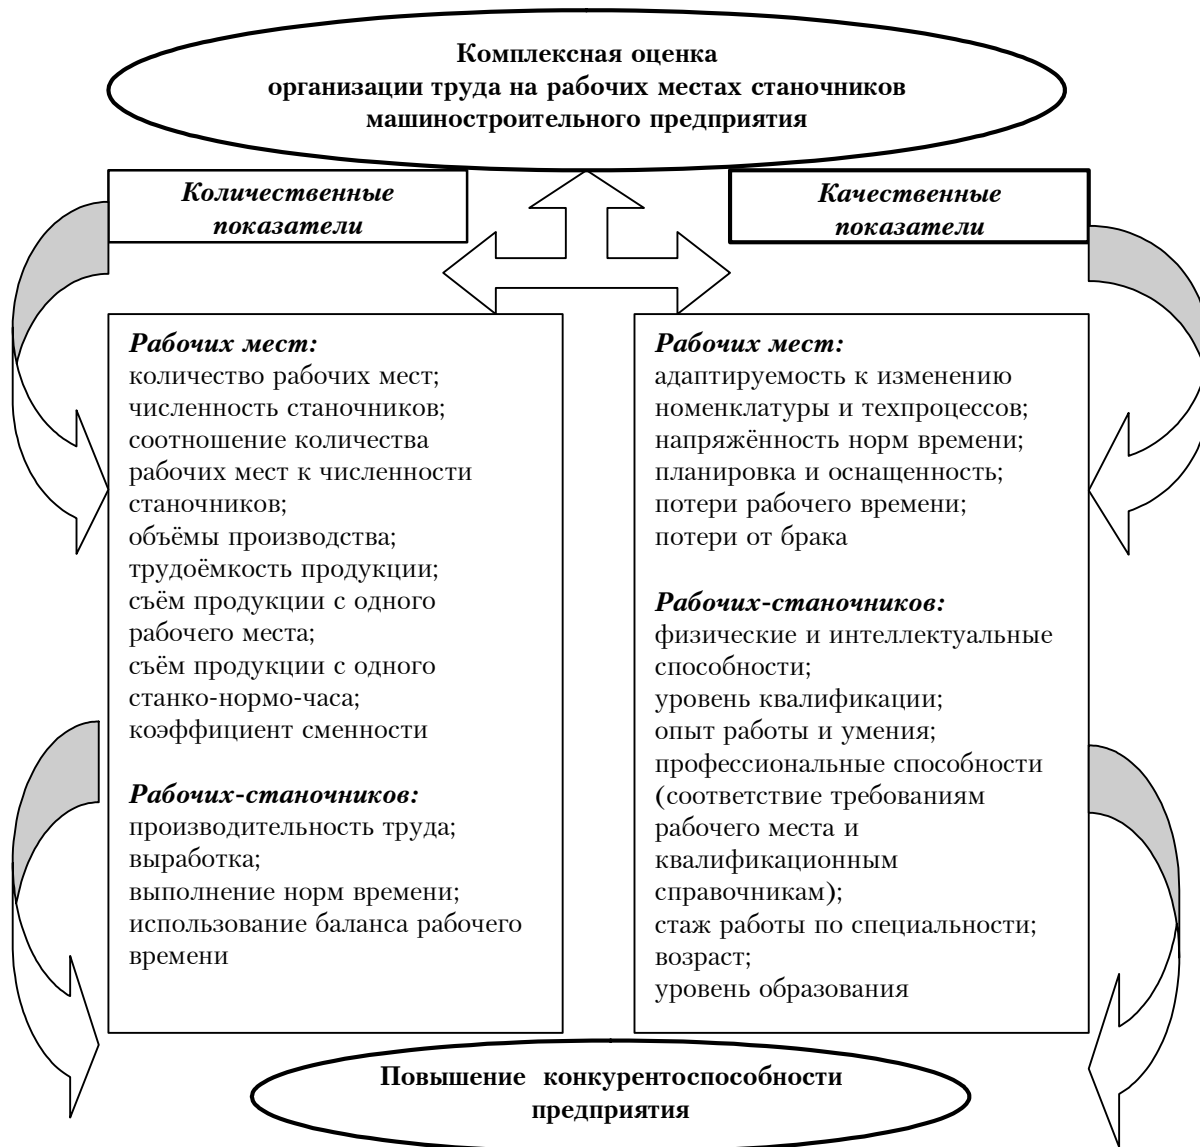 Комплексная оценка
организации труда на рабочих местах станочников
машиностроительного предприятия
Количественные
показатели
Качественные
показатели
Рабочих мест:
количество рабочих мест;
численность станочников;
соотношение количества
рабочих мест к численности
станочников;
объёмы производства;
трудоёмкость продукции;
съём продукции с одного
рабочего места;
съём продукции с одного
станко-нормо-часа;
коэффициент сменности
Рабочих-станочников:
производительность труда;
выработка;
выполнение норм времени;
использование баланса рабочего
времени
Рабочих мест:
адаптируемость к изменению
номенклатуры и техпроцессов;
напряжённость норм времени;
планировка и оснащенность;
потери рабочего времени;
потери от брака
Рабочих-станочников:
физические и интеллектуальные
способности;
уровень квалификации;
опыт работы и умения;
профессиональные способности
(соответствие требованиям
рабочего места и
квалификационным
справочникам);
стаж работы по специальности;
возраст;
уровень образования
Повышение конкурентоспособности
предприятия